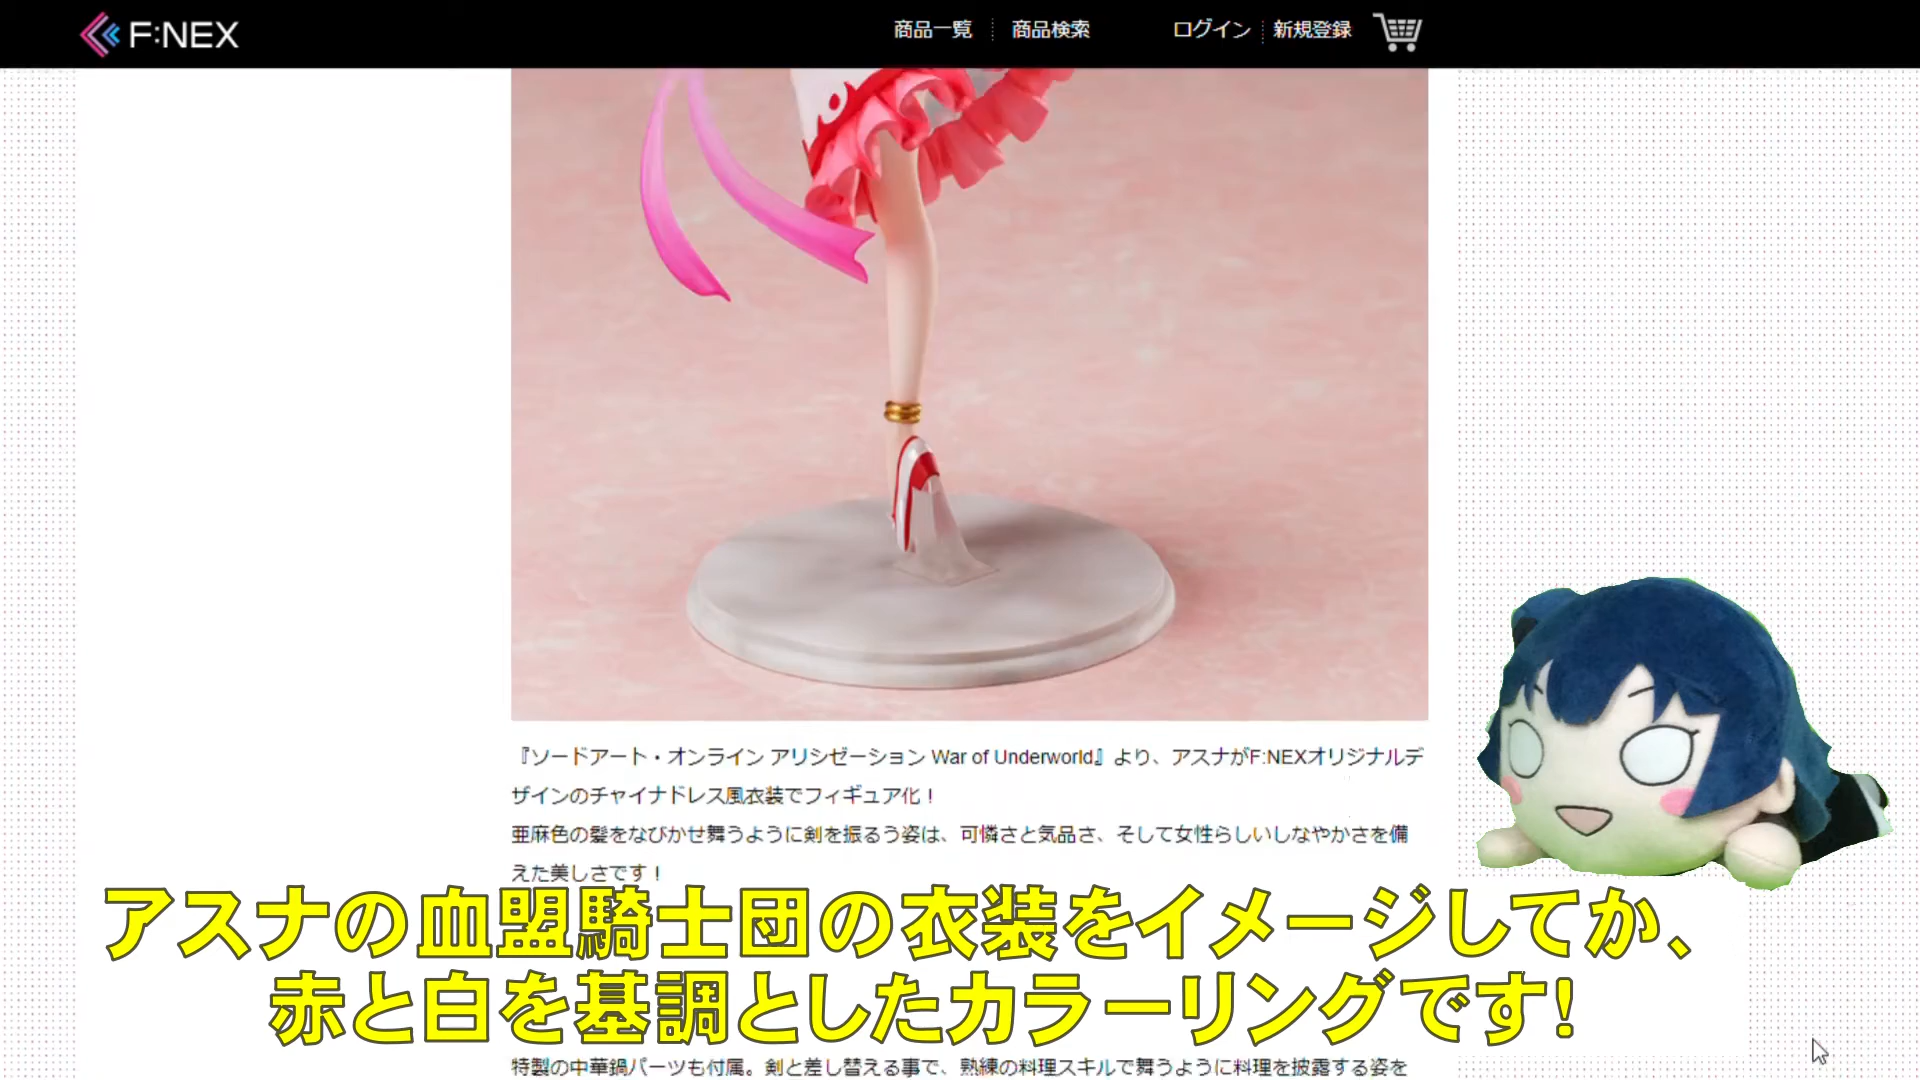 F:NEX
商品一覧
商品検索
ログイン
新規登録
『ソードアート・オンライン アリシゼーション War of Underworld』より、アスナがF:NEXオリジナルデ
ザインのチャイナドレス風衣装でフィギュア化！
亜麻色の髪をなびかせ舞うように剣を振るう姿は、可憐さと気品さ、そして女性らしいしなやかさを備
えた美しさです！
アスナの血盟騎士団の衣装をイメージしてか、
赤と白を基調としたカラーリングです!
特製の中華鍋パーツも付属。剣と差し替える事で、熟練の料理スキルで舞うように料理を披露する姿を